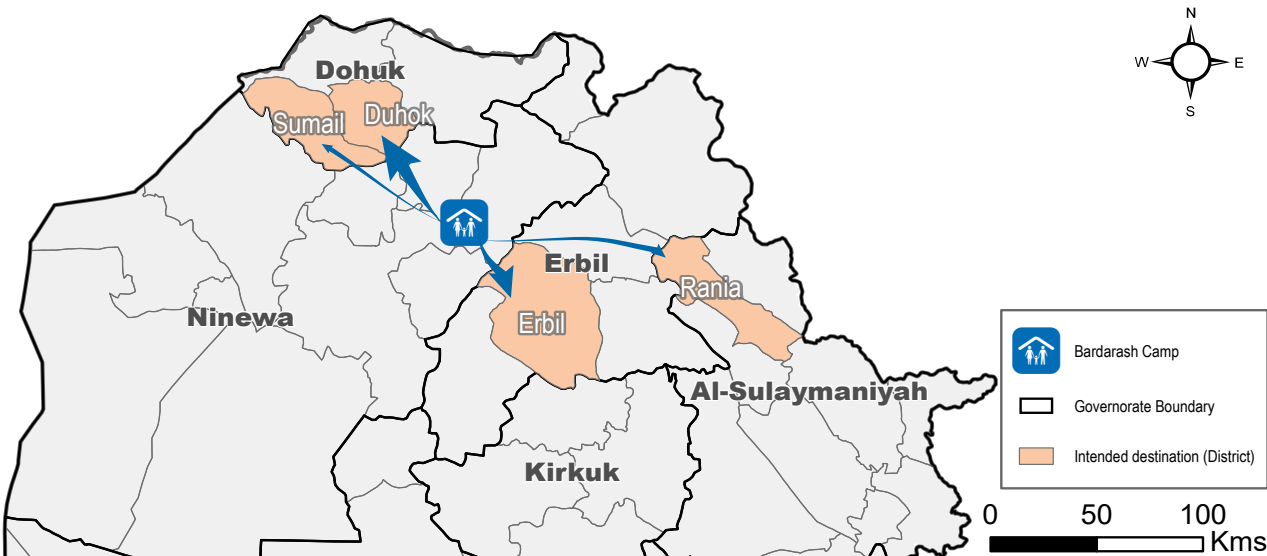 N
W
E
S
Dohuk
Sumail
Duhok
Erbil
Rania
Ninewa
Erbil
Al-Sulaymaniyah
Kirkuk
Bardarash Camp
Governorate Boundary
Intended destination (District)
0 50 100
Kms